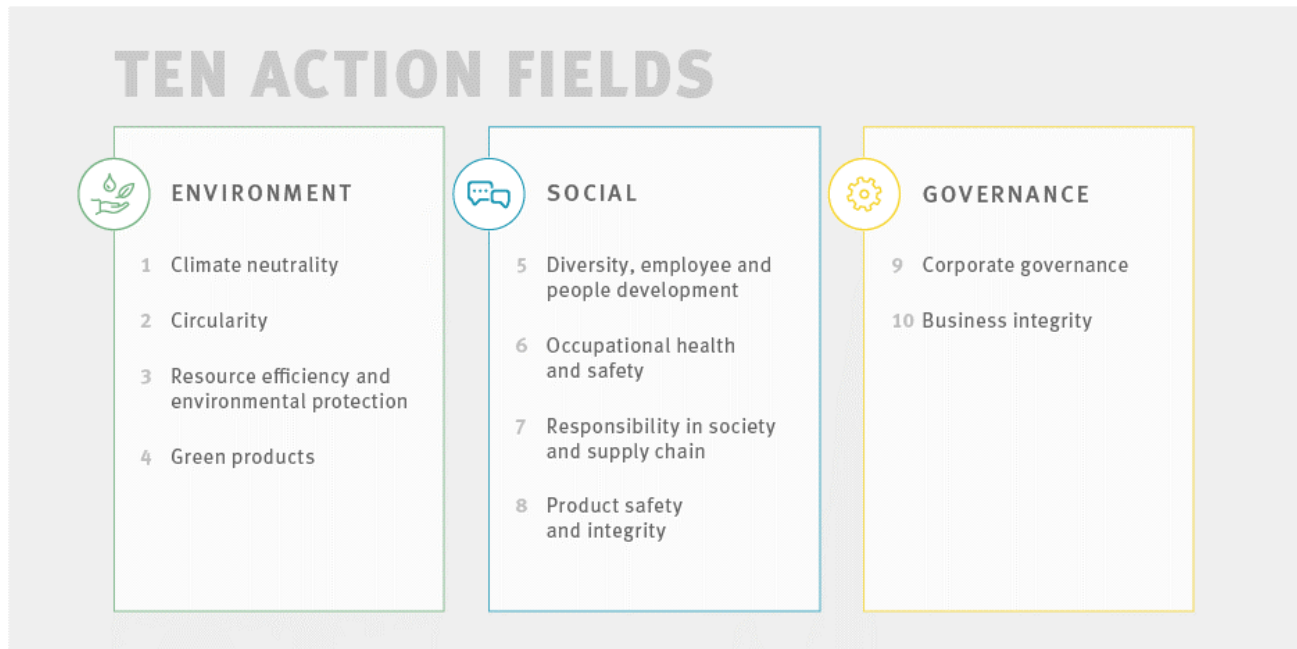 TEN ACTION FIELDS
ENVIRONMENT
1 Climate neutrality
2 Circularity
3 Resource efficiency and
environmental protection
4 Green products
SOCIAL
5 Diversity, employee and
people development
6 Occupational health
and safety
7 Responsibility in society
and supply chain
8 Product safety
and integrity
GOVERNANCE
9 Corporate governance
10 Business integrity